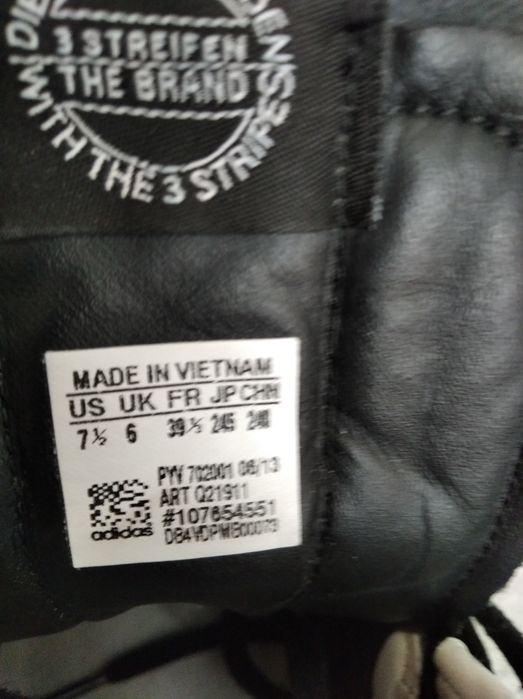 DIE
3 STREIFEN
THE BRAND
WITH THE 3 STRIPES
MADE IN VIETNAM
US UK FR JP CHN
7½ 6 39⅓ 245 240
PYV 702001 06/13
ART Q21911
#107654551
adidas